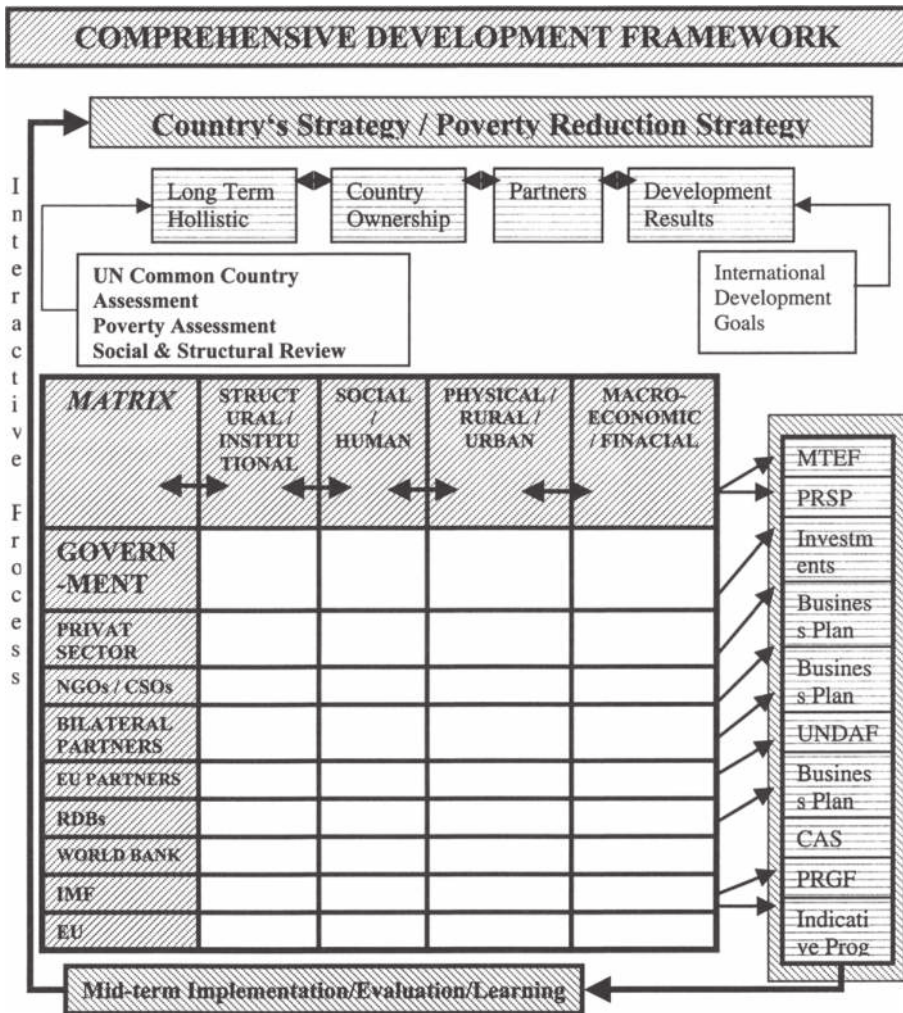 COMPREHENSIVE DEVELOPMENT FRAMEWORK
Country's Strategy / Poverty Reduction Strategy
Interactive Process
Long Term
Hollistic
Country
Ownership
Partners
Development
Results
UN Common Country
Assessment
Poverty Assessment
Social & Structural Review
International
Development
Goals
MATRIX
STRUCT
URAL /
INSTITU
TIONAL
SOCIAL
/
HUMAN
PHYSICAL /
RURAL /
URBAN
MACRO-
ECONOMIC
/ FINACIAL
GOVERN
-MENT
PRIVAT
SECTOR
NGOs / CSOs
BILATERAL
PARTNERS
EU PARTNERS
RDBs
WORLD BANK
IMF
EU
MTEF
PRSP
Investm
ents
Busines
s Plan
Busines
s Plan
UNDAF
Busines
s Plan
CAS
PRGF
Indicati
ve Prog
Mid-term Implementation/Evaluation/Learning